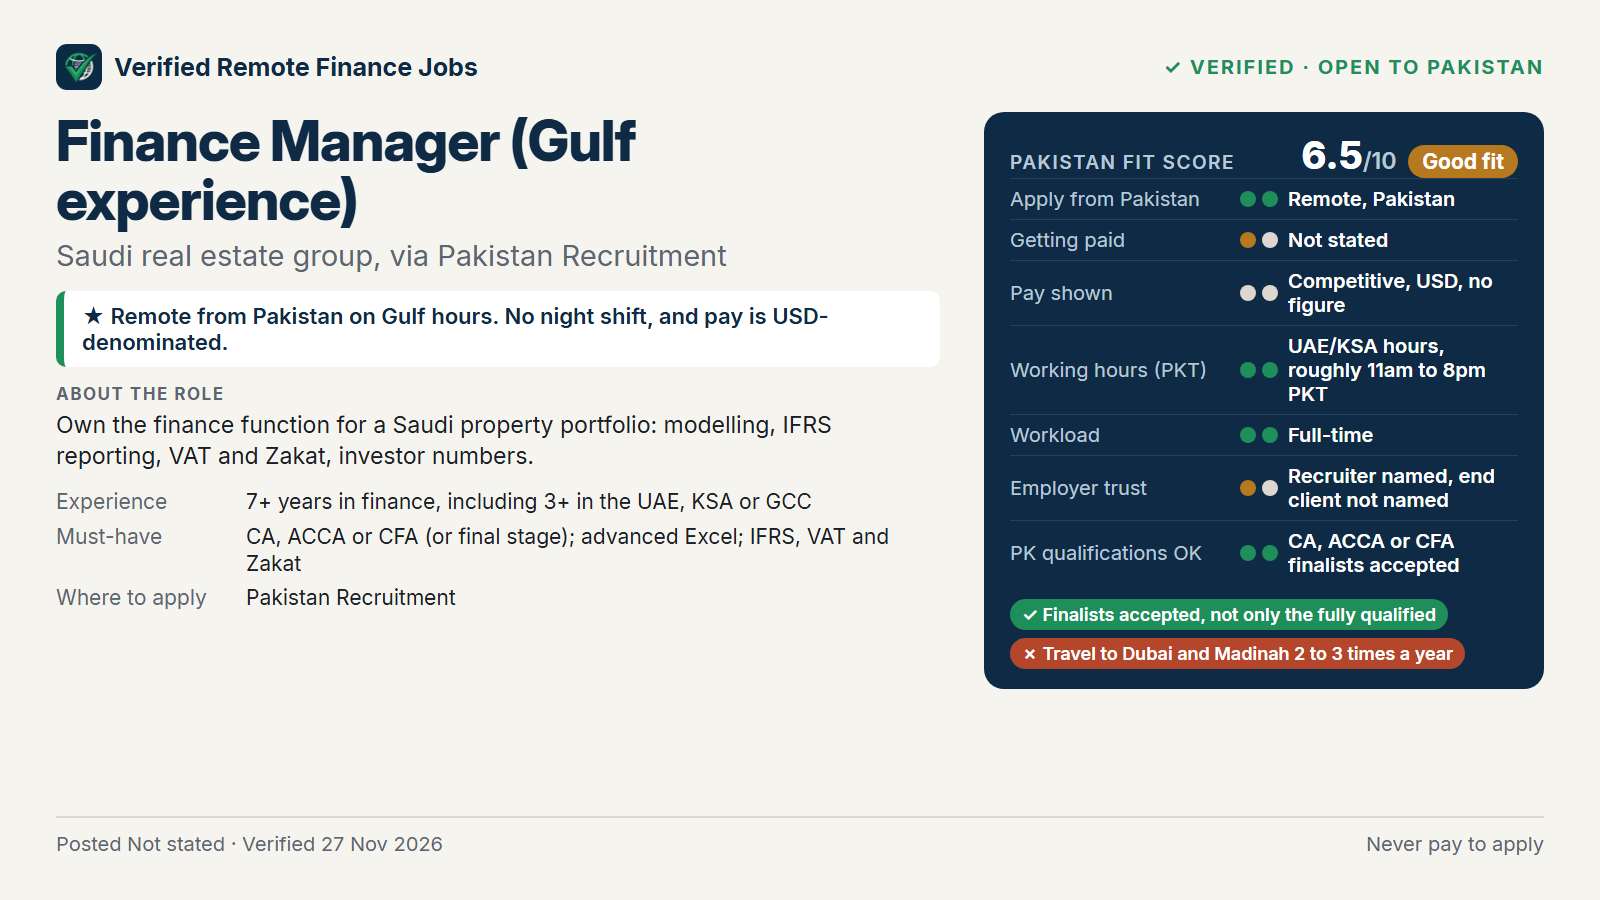 Verified Remote Finance Jobs
✓ VERIFIED · OPEN TO PAKISTAN
Finance Manager (Gulf
experience)
Saudi real estate group, via Pakistan Recruitment
★ Remote from Pakistan on Gulf hours. No night shift, and pay is USD-
denominated.
ABOUT THE ROLE
Own the finance function for a Saudi property portfolio: modelling, IFRS
reporting, VAT and Zakat, investor numbers.
Experience 7+ years in finance, including 3+ in the UAE, KSA or GCC
Must-have CA, ACCA or CFA (or final stage); advanced Excel; IFRS, VAT and
Zakat
Where to apply Pakistan Recruitment
PAKISTAN FIT SCORE 6.5/10 Good fit
Apply from Pakistan Remote, Pakistan
Getting paid Not stated
Pay shown Competitive, USD, no
figure
Working hours (PKT) UAE/KSA hours,
roughly 11am to 8pm
PKT
Workload Full-time
Employer trust Recruiter named, end
client not named
PK qualifications OK CA, ACCA or CFA
finalists accepted
✓ Finalists accepted, not only the fully qualified
× Travel to Dubai and Madinah 2 to 3 times a year
Posted Not stated · Verified 27 Nov 2026
Never pay to apply